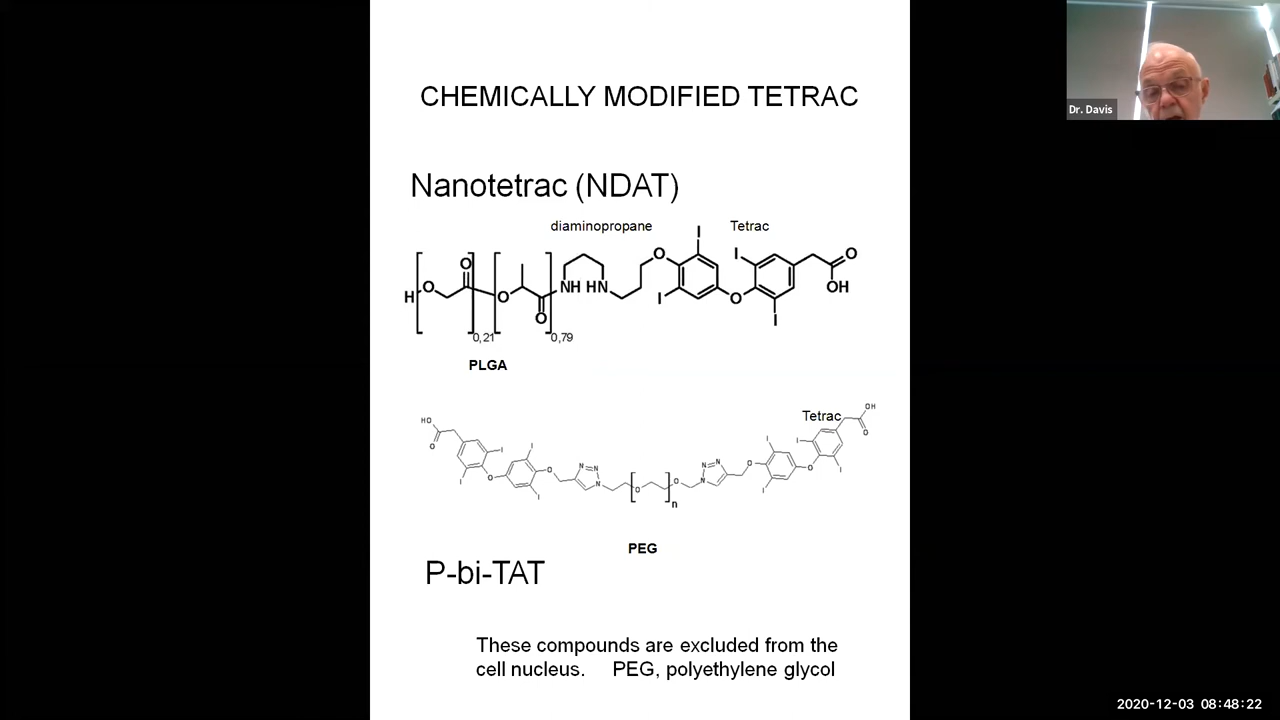 CHEMICALLY MODIFIED TETRAC
Dr. Davis
Nanotetrac (NDAT)
diaminopropane
Tetrac
I
I
O
O
O
H
O
O
O
NH HN
I
O
I
OH
0,21
0,79
PLGA
Tetrac
HO
O
I
I
O
I
I
O
N=N
N
O
n
O
N
N=N
O
I
I
O
I
I
O
OH
PEG
P-bi-TAT
These compounds are excluded from the
cell nucleus. PEG, polyethylene glycol
2020-12-03 08:48:22